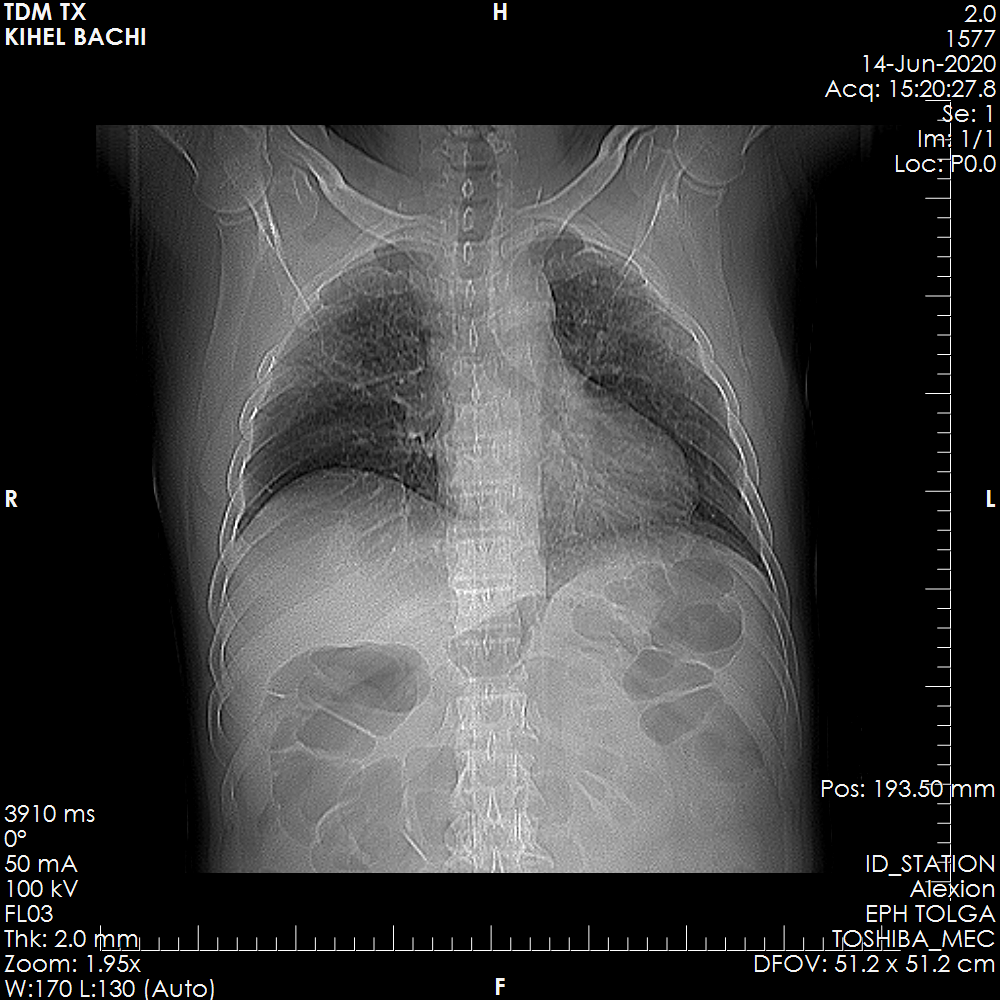 TDM TX
KIHEL BACHI
H
2.0
1577
14-Jun-2020
Acq: 15:20:27.8
Se: 1
Im: 1/1
Loc: P0.0
R
L
Pos: 193.50 mm
3910 ms
0°
50 mA
100 kV
FL03
Thk: 2.0 mm
Zoom: 1.95x
W:170 L:130 (Auto)
F
ID_STATION
Alexion
EPH TOLGA
TOSHIBA_MEC
DFOV: 51.2 x 51.2 cm